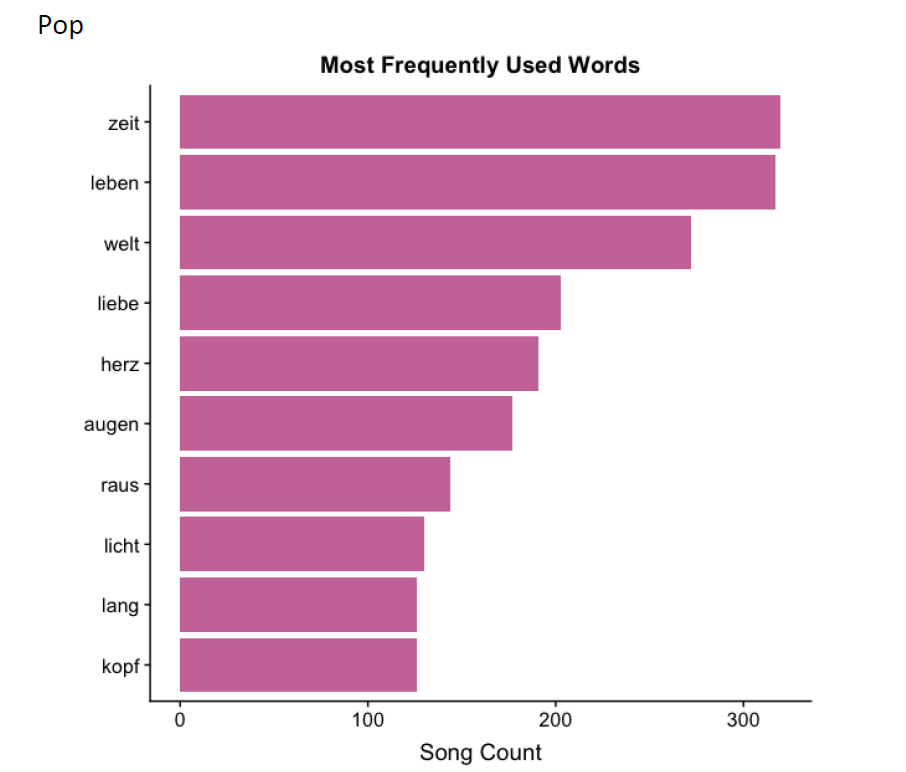 Pop
Most Frequently Used Words
zeit
leben
welt
liebe
herz
augen
raus
licht
lang
kopf
0 100 200 300
Song Count